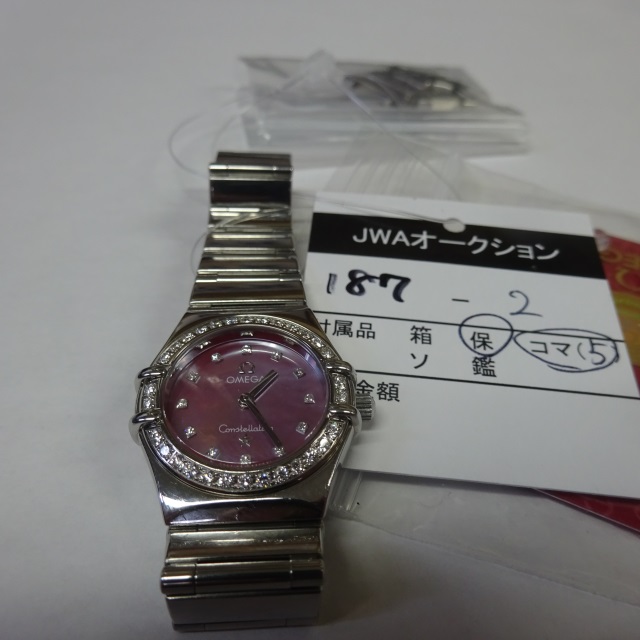 JWAオークション
187 - 2
付属品 箱 保 コマ(5)
ソ 鑑
金額
OMEGA
Constellation